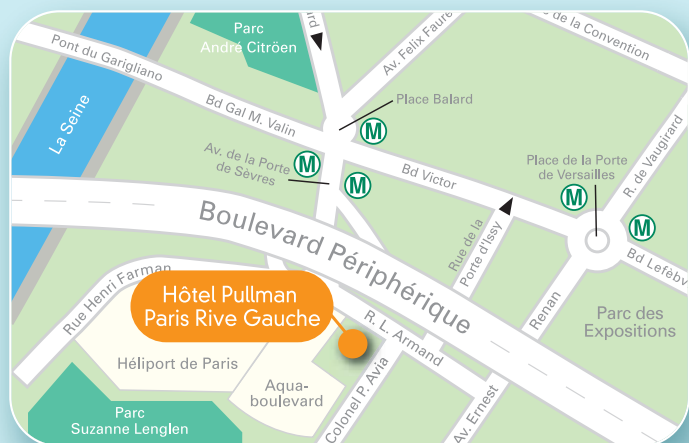 Parc
André Citröen
ard
Av. Felix Faure
e de la Convention
Pont du Garigliano
La Seine
Bd Gal M. Valin
Place Balard
M
Av. de la Porte
de Sèvres
M
M
Bd Victor
Place de la Porte
de Versailles
M
M
R. de Vaugirard
Bd Lefèbv
Boulevard Périphérique
Rue de la
Porte d'Issy
Rue Henri Farman
Hôtel Pullman
Paris Rive Gauche
R. L. Armand
Renan
Parc des
Expositions
Héliport de Paris
Aqua-
boulevard
Colonel P. Avia
Av. Ernest
Parc
Suzanne Lenglen